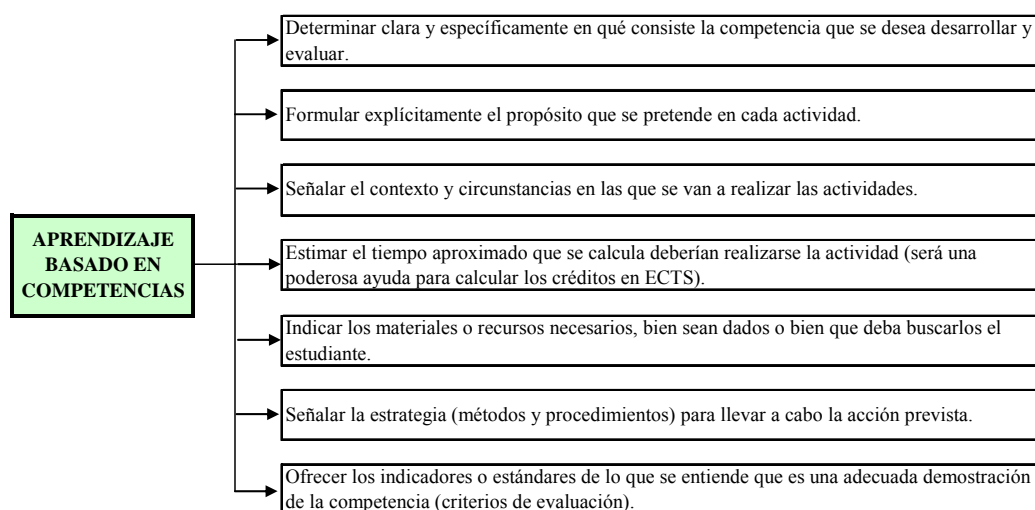 Determinar clara y específicamente en qué consiste la competencia que se desea desarrollar y
evaluar.
Formular explícitamente el propósito que se pretende en cada actividad.
Señalar el contexto y circunstancias en las que se van a realizar las actividades.
APRENDIZAJE
BASADO EN
COMPETENCIAS
Estimar el tiempo aproximado que se calcula deberían realizarse la actividad (será una
poderosa ayuda para calcular los créditos en ECTS).
Indicar los materiales o recursos necesarios, bien sean dados o bien que deba buscarlos el
estudiante.
Señalar la estrategia (métodos y procedimientos) para llevar a cabo la acción prevista.
Ofrecer los indicadores o estándares de lo que se entiende que es una adecuada demostración
de la competencia (criterios de evaluación).